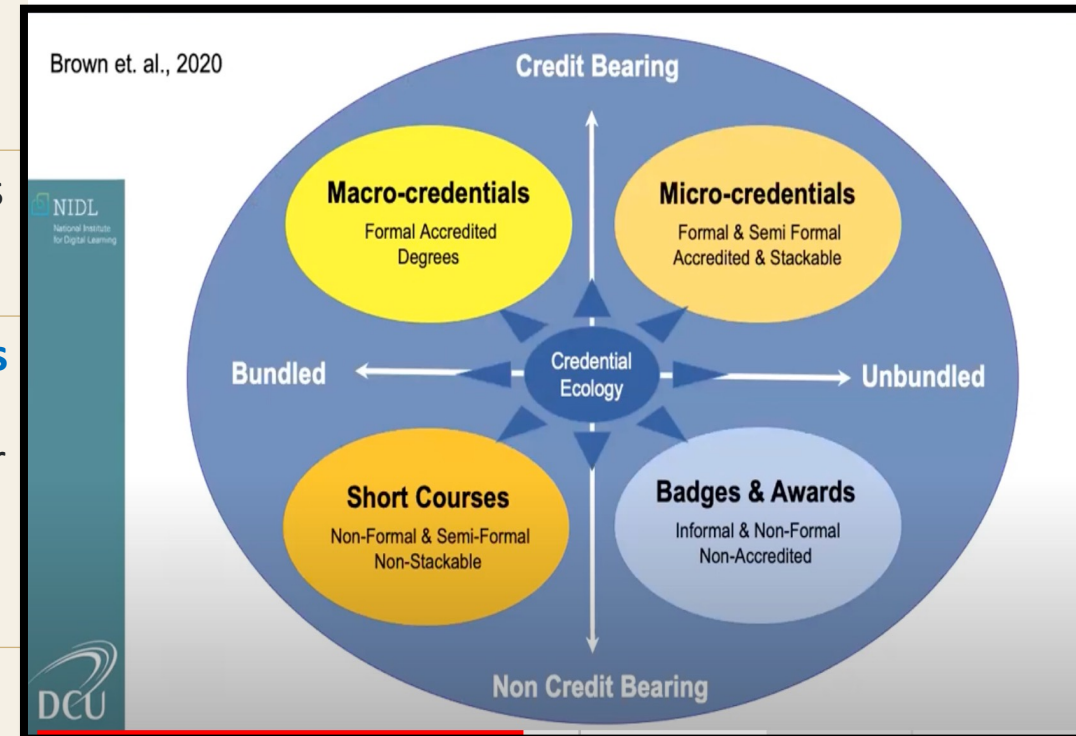 Brown et. al., 2020
Credit Bearing
Macro-credentials
Formal Accredited
Degrees
Micro-credentials
Formal & Semi Formal
Accredited & Stackable
NIDL
National Institute
for Digital Learning
Bundled
Credential
Ecology
Unbundled
Short Courses
Non-Formal & Semi-Formal
Non-Stackable
Badges & Awards
Informal & Non-Formal
Non-Accredited
Non Credit Bearing
DCU